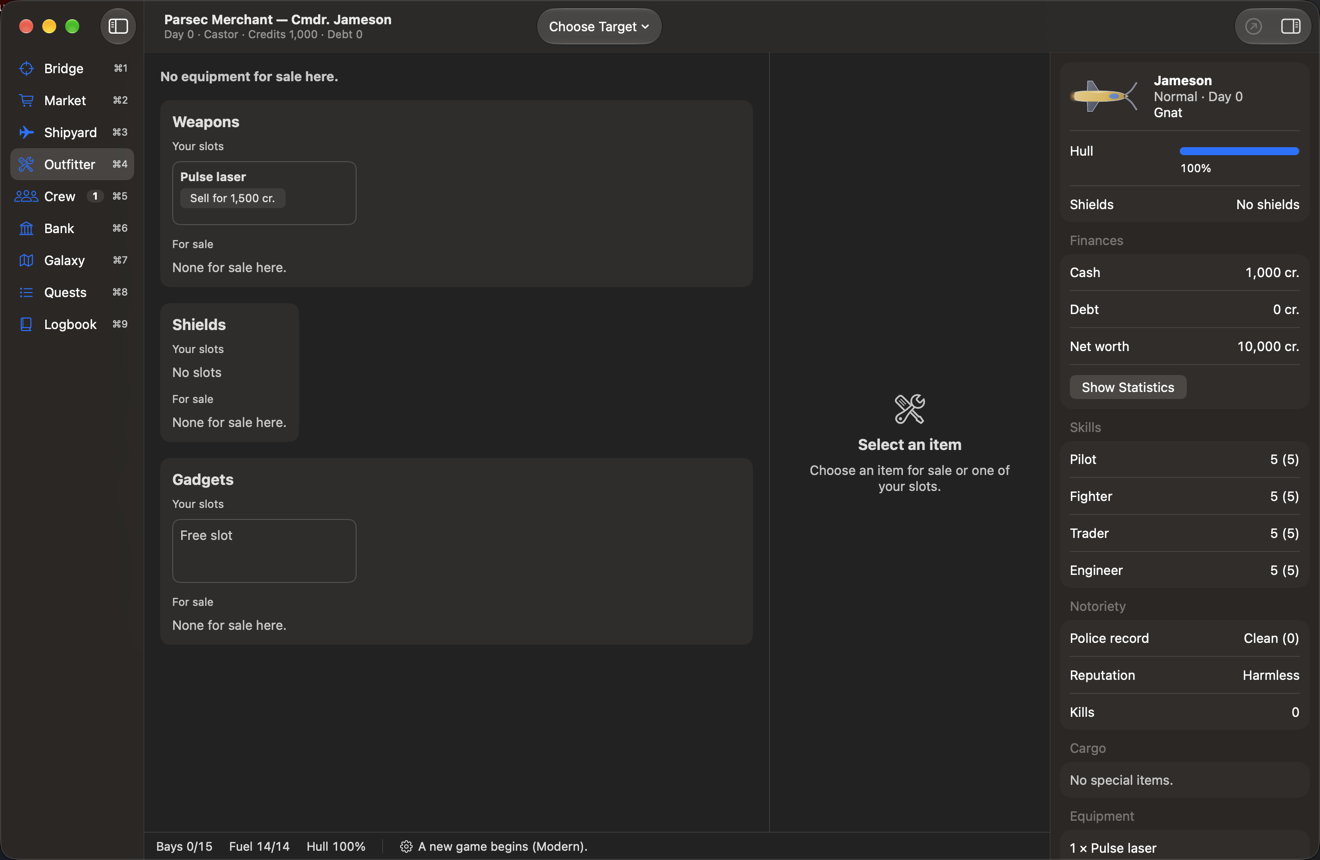 Parsec Merchant — Cmdr. Jameson
Day 0 · Castor · Credits 1,000 · Debt 0
Choose Target
Bridge ⌘1
Market ⌘2
Shipyard ⌘3
Outfitter ⌘4
Crew 1 ⌘5
Bank ⌘6
Galaxy ⌘7
Quests ⌘8
Logbook ⌘9
No equipment for sale here.
Weapons
Your slots
Pulse laser
Sell for 1,500 cr.
For sale
None for sale here.
Shields
Your slots
No slots
For sale
None for sale here.
Gadgets
Your slots
Free slot
For sale
None for sale here.
Select an item
Choose an item for sale or one of
your slots.
Jameson
Normal · Day 0
Gnat
Hull
100%
Shields No shields
Finances
Cash 1,000 cr.
Debt 0 cr.
Net worth 10,000 cr.
Show Statistics
Skills
Pilot 5 (5)
Fighter 5 (5)
Trader 5 (5)
Engineer 5 (5)
Notoriety
Police record Clean (0)
Reputation Harmless
Kills 0
Cargo
No special items.
Equipment
1 × Pulse laser
Bays 0/15 Fuel 14/14 Hull 100% A new game begins (Modern).